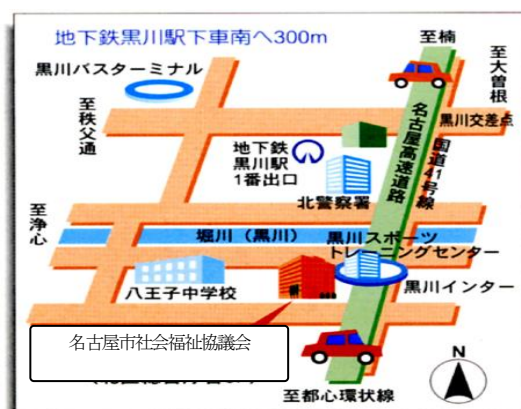 地下鉄黒川駅下車南へ300m
至楠
至大曽根
黒川バスターミナル
至秩父通
黒川交差点
名古屋高速道路
国道41号線
地下鉄
黒川駅
1番出口
北警察署
至浄心
堀川（黒川）
黒川スポーツ
トレーニングセンター
八王子中学校
黒川インター
名古屋市社会福祉協議会
至都心環状線
N